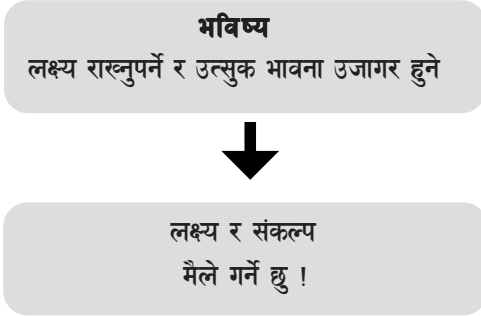 भविष्य
लक्ष्य राख्नुपर्ने र उत्सुक भावना उजागर हुने
लक्ष्य र संकल्प
मैले गर्ने छु !